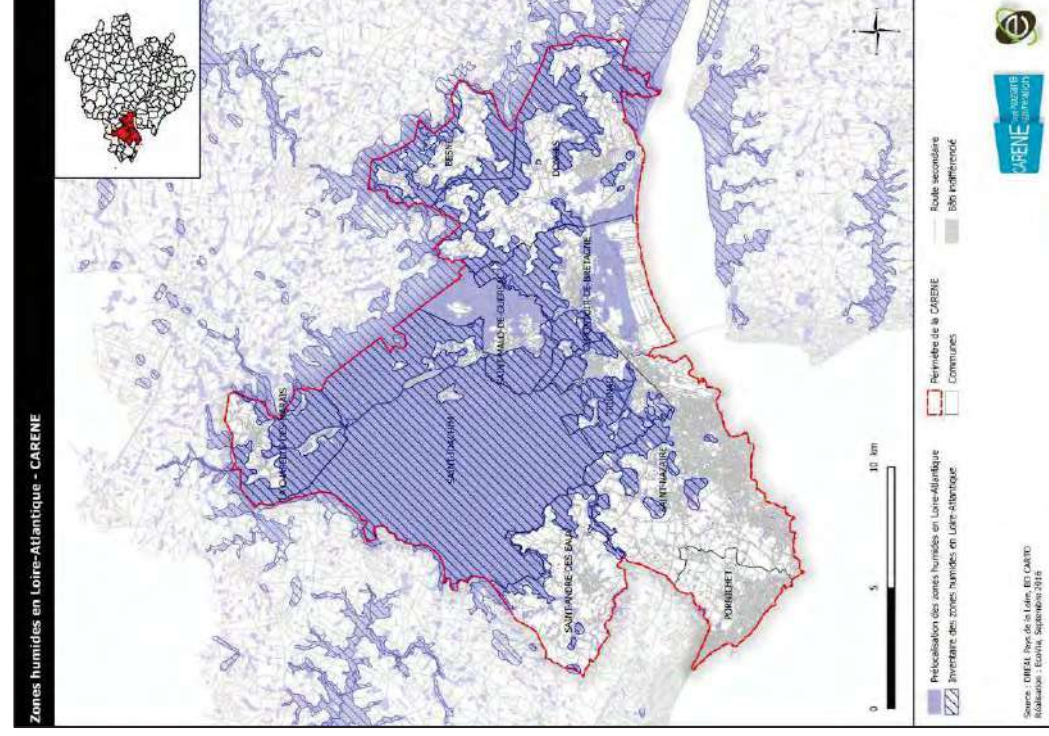 Zones humides en Loire-Atlantique - CARENE
LA CHAPELLE-DES-MARAIS
SAINT-JOACHIM
SAINT-MALO-DE-GUERSAC
BESNE
DONGES
MONTOIR-DE-BRETAGNE
TRIGNAC
SAINT-NAZAIRE
SAINT-ANDRE-DES-EAUX
PORNICHET
0 5 10 km
Prélocalisation des zones humides en Loire-Atlantique
Inventaire des zones humides en Loire-Atlantique
Périmètre de la CARENE
Communes
Route secondaire
Bâti indifférencié
Source : DREAL Pays de la Loire, BD CARTO
Réalisation : EcoVia, Septembre 2016
CARENE